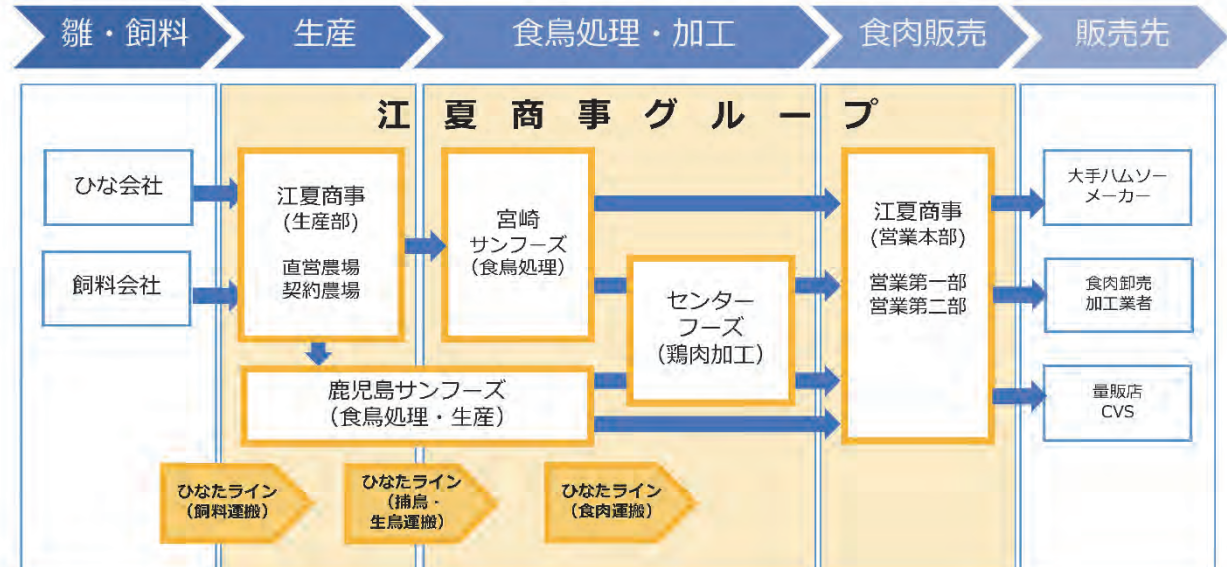 雛・飼料
生産
食鳥処理・加工
食肉販売
販売先
江夏商事グループ
ひな会社
飼料会社
江夏商事
(生産部)
直営農場
契約農場
宮崎
サンフーズ
(食鳥処理)
鹿児島サンフーズ
(食鳥処理・生産)
センター
フーズ
(鶏肉加工)
江夏商事
(営業本部)
営業第一部
営業第二部
大手ハムソー
メーカー
食肉卸売
加工業者
量販店
CVS
ひなたライン
(飼料運搬)
ひなたライン
(捕鳥・
生鳥運搬)
ひなたライン
(食肉運搬)